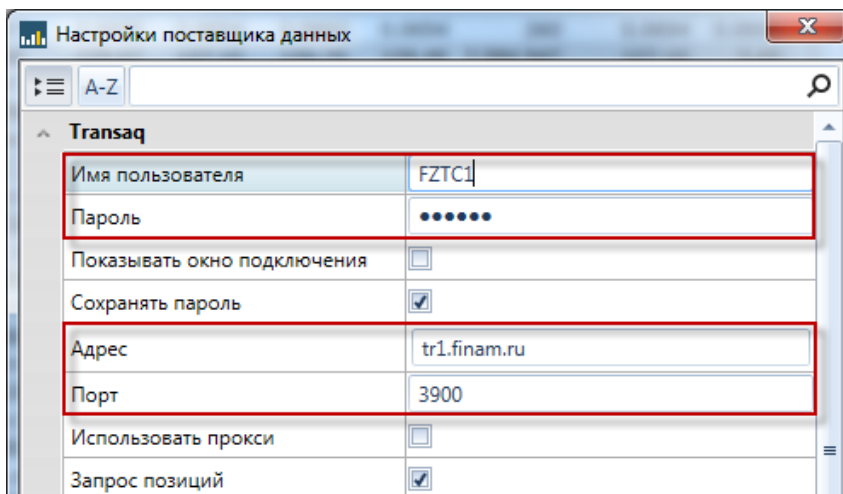 Настройки поставщика данных
A-Z
Transaq
Имя пользователя FZTC1
Пароль ••••••
Показывать окно подключения
Сохранять пароль
Адрес tr1.finam.ru
Порт 3900
Использовать прокси
Запрос позиций